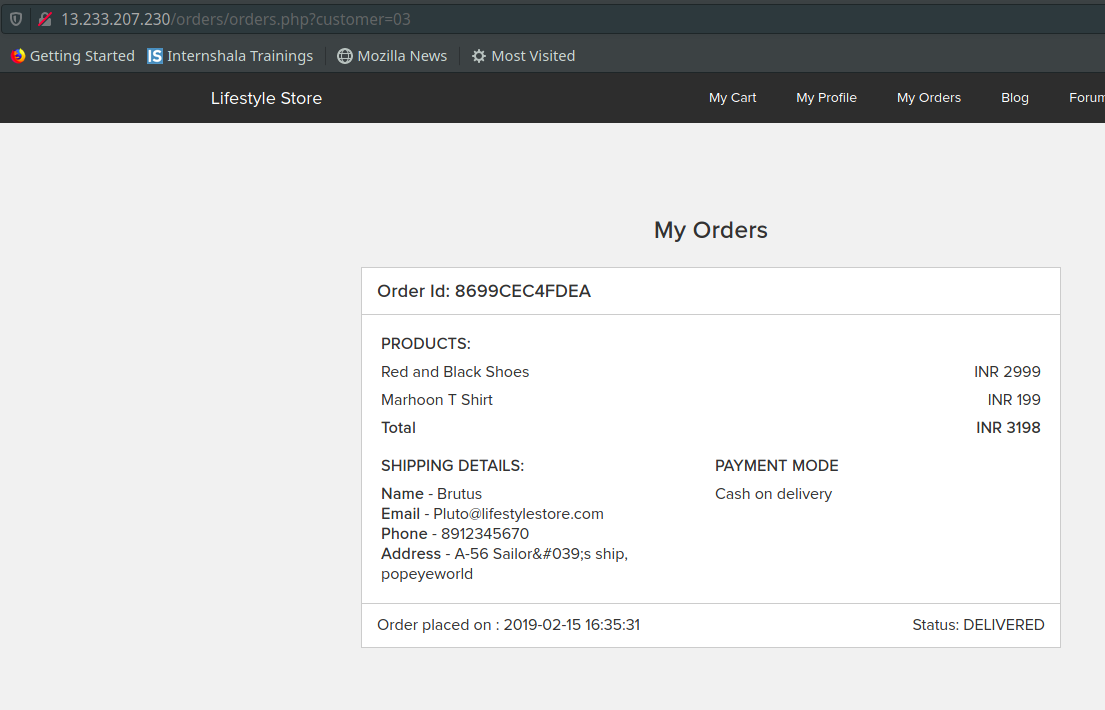 13.233.207.230/orders/orders.php?customer=03
Getting Started Internshala Trainings Mozilla News Most Visited
Lifestyle Store My Cart My Profile My Orders Blog Forum
My Orders
Order Id: 8699CEC4FDEA
PRODUCTS:
Red and Black Shoes INR 2999
Marhoon T Shirt INR 199
Total INR 3198
SHIPPING DETAILS: PAYMENT MODE
Name - Brutus Cash on delivery
Email - Pluto@lifestylestore.com
Phone - 8912345670
Address - A-56 Sailor&#039;s ship,
popeyeworld
Order placed on : 2019-02-15 16:35:31 Status: DELIVERED